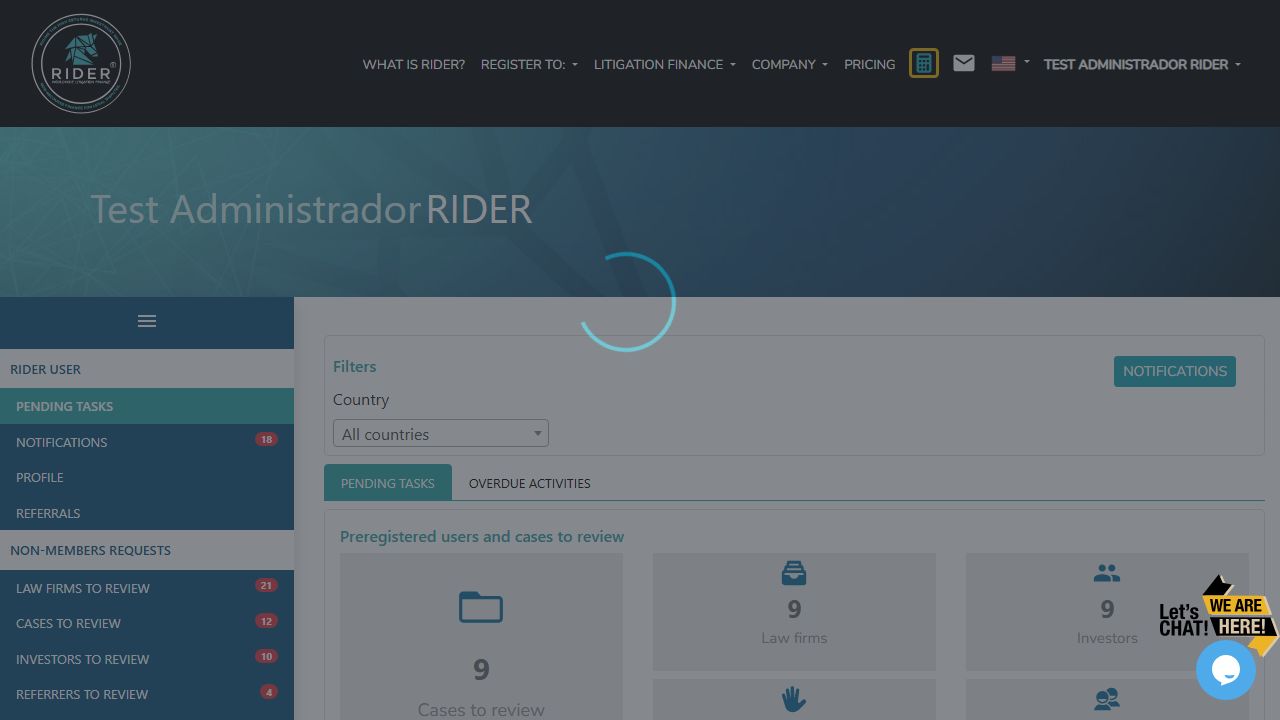 RIDER®
WHAT IS RIDER?
REGISTER TO:
LITIGATION FINANCE
COMPANY
PRICING
TEST ADMINISTRADOR RIDER
Test Administrador RIDER
RIDER USER
PENDING TASKS
NOTIFICATIONS 18
PROFILE
REFERRALS
NON-MEMBERS REQUESTS
LAW FIRMS TO REVIEW 21
CASES TO REVIEW 12
INVESTORS TO REVIEW 10
REFERRERS TO REVIEW 4
Filters
NOTIFICATIONS
Country
All countries
PENDING TASKS
OVERDUE ACTIVITIES
Preregistered users and cases to review
9
Cases to review
9
Law firms
9
Investors
Let's
CHAT!
WE ARE
HERE!